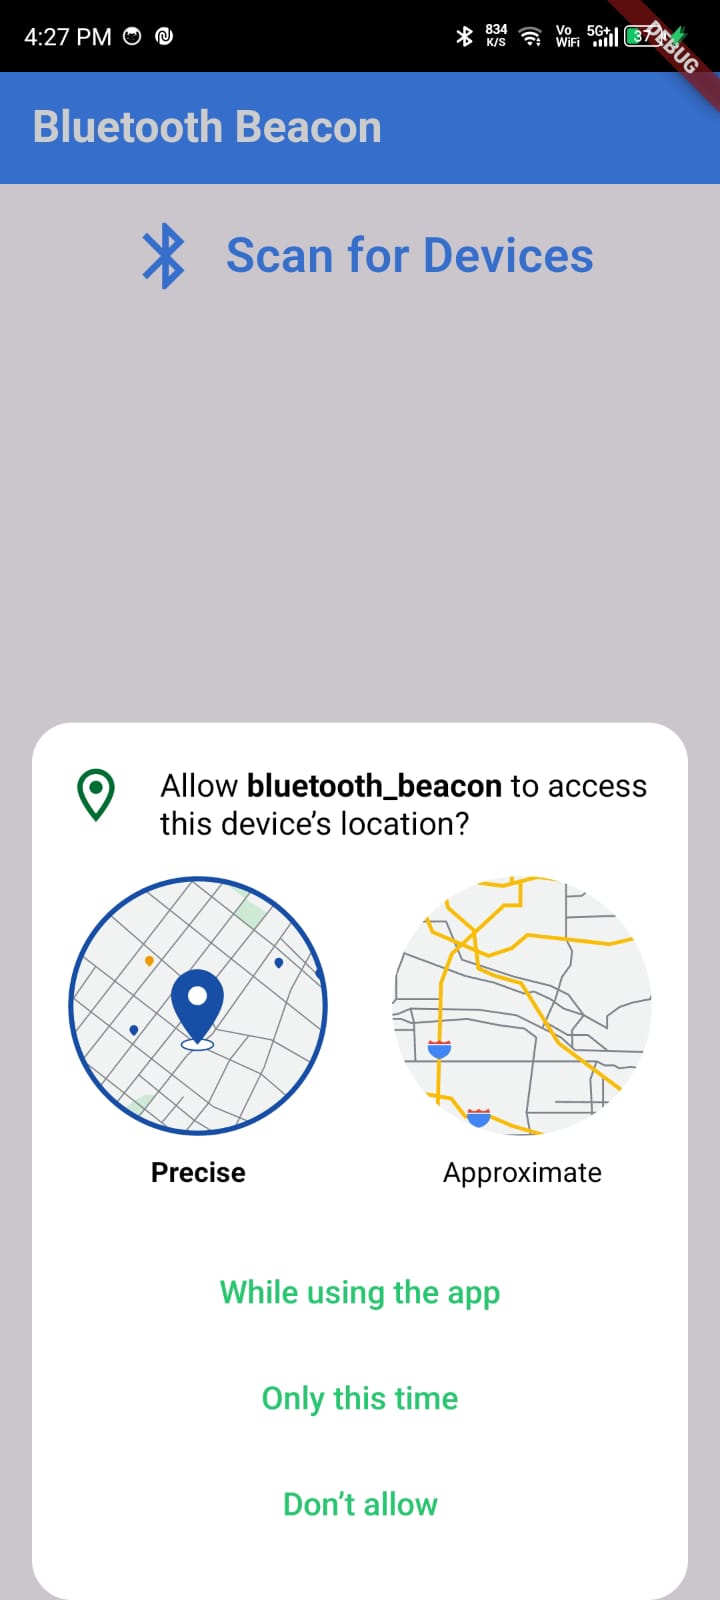 4:27 PM
834
K/S
Vo
WiFi
5G+
37
DEBUG
Bluetooth Beacon
Scan for Devices
Allow bluetooth_beacon to access
this device’s location?
Precise
Approximate
While using the app
Only this time
Don’t allow